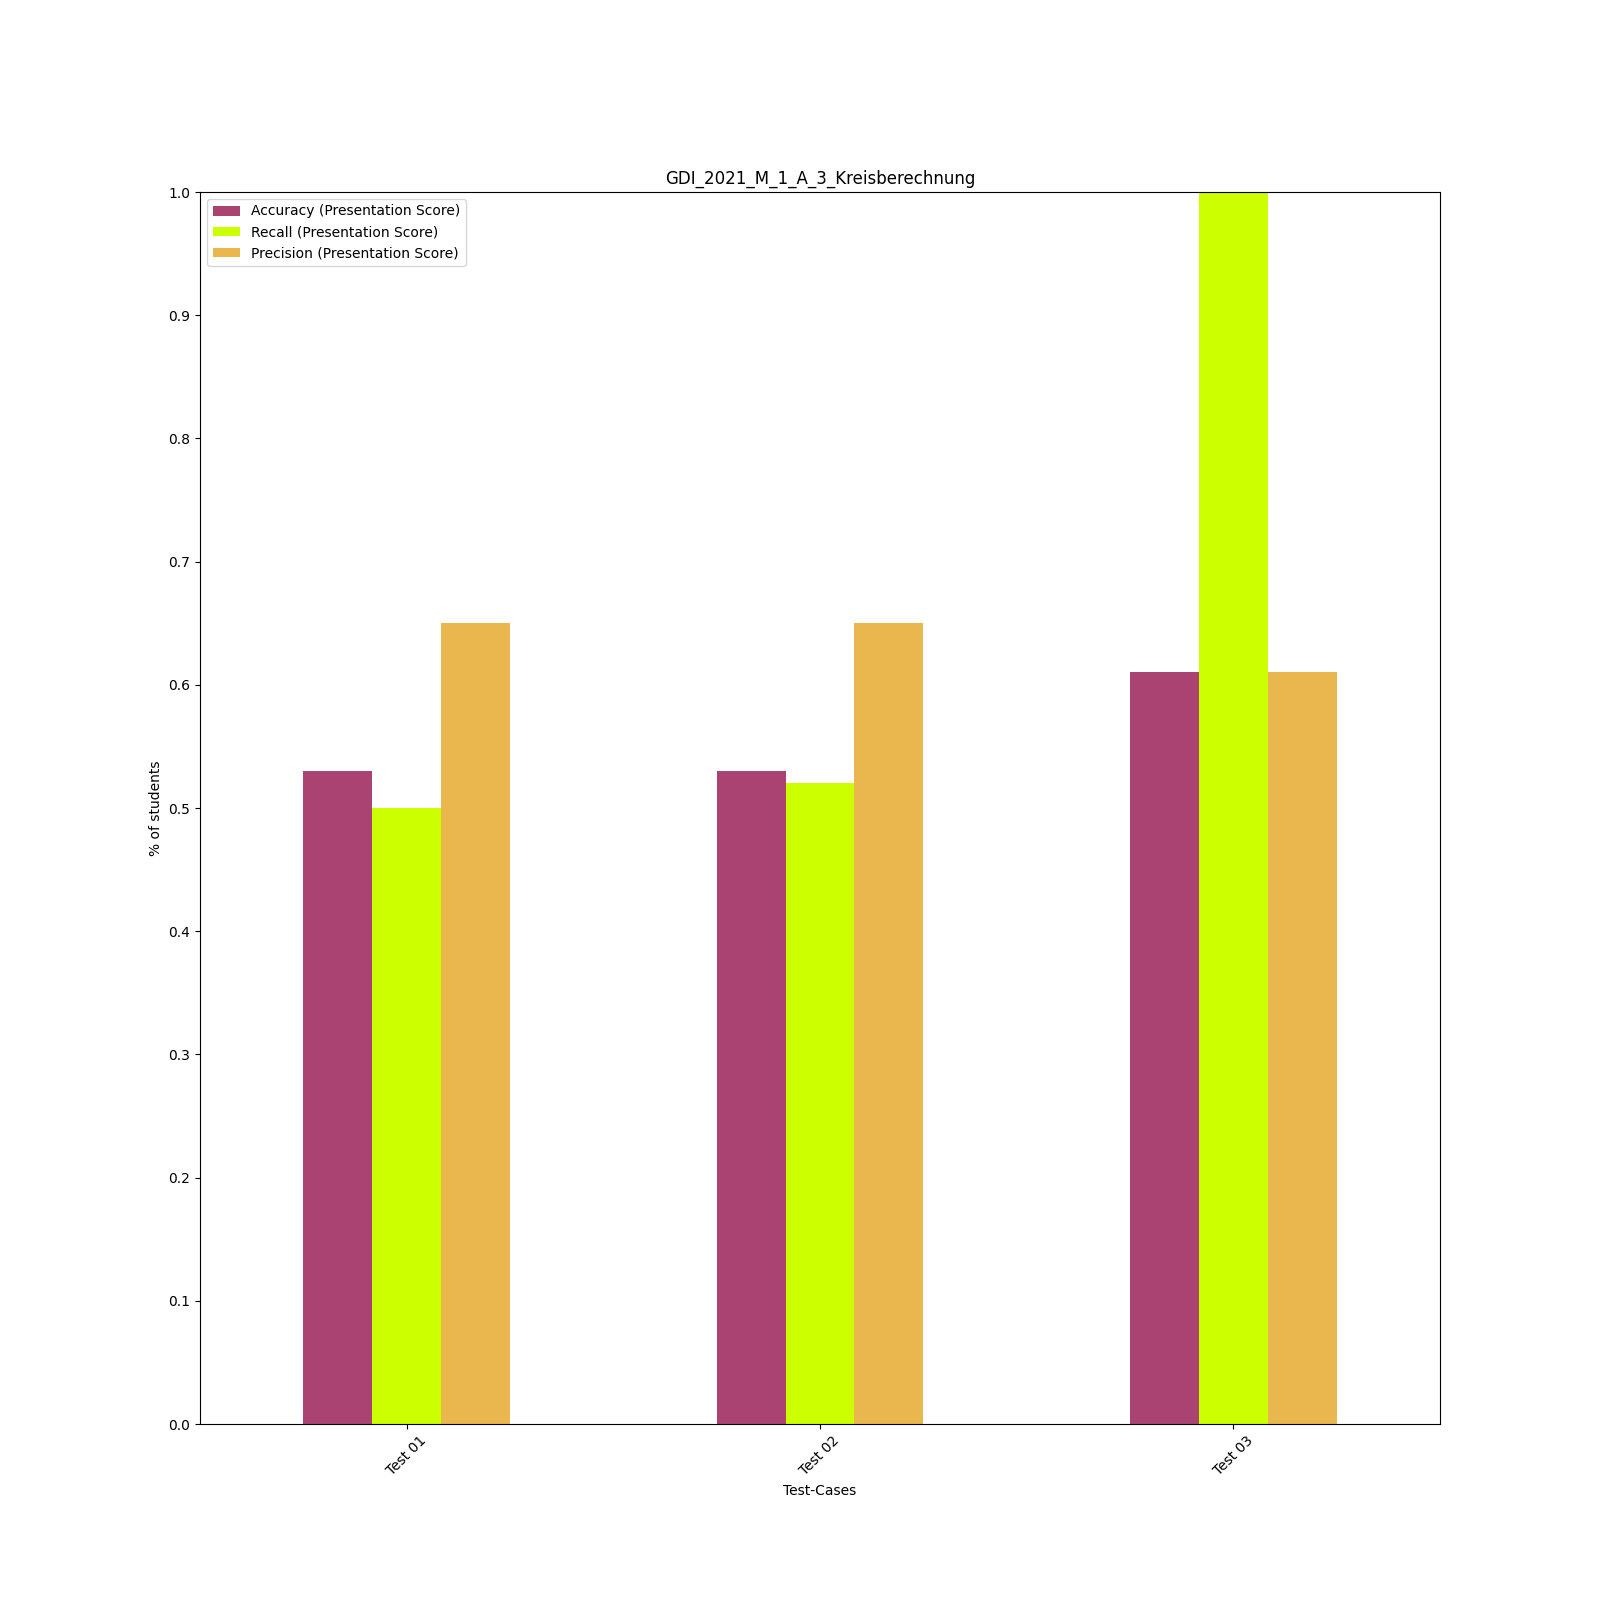 GDI_2021_M_1_A_3_Kreisberechnung
Accuracy (Presentation Score)
Recall (Presentation Score)
Precision (Presentation Score)
1.0
0.9
0.8
0.7
0.6
0.5
0.4
0.3
0.2
0.1
0.0
% of students
Test 01
Test 02
Test 03
Test-Cases